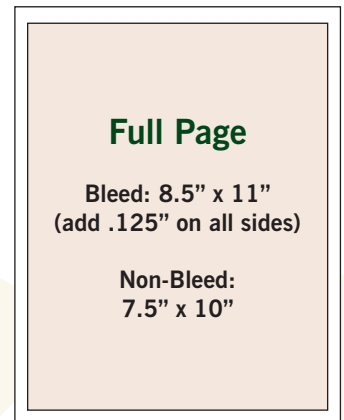 Full Page
Bleed: 8.5” x 11”
(add .125” on all sides)
Non-Bleed:
7.5” x 10”